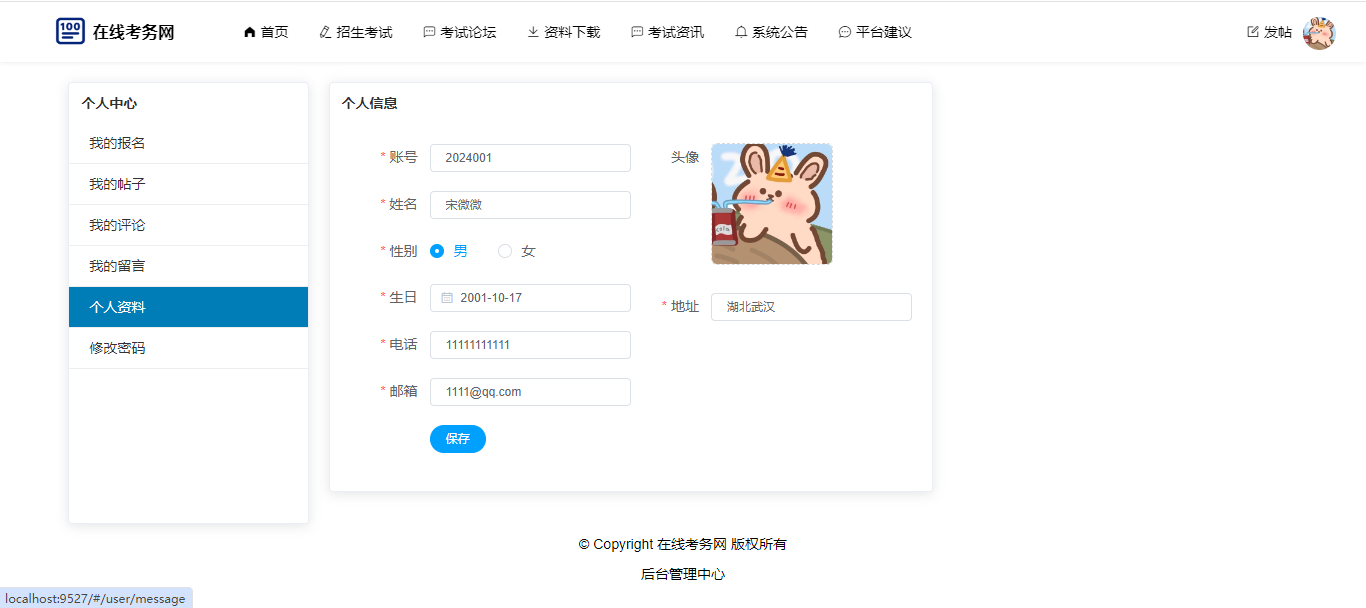 100 在线考务网 首页 招生考试 考试论坛 资料下载 考试资讯 系统公告 平台建议 发帖
个人中心
我的报名
我的帖子
我的评论
我的留言
个人资料
修改密码
个人信息
* 账号 2024001
头像
* 姓名 宋微微
* 性别 男 女
* 生日 2001-10-17
* 地址 湖北武汉
* 电话 11111111111
* 邮箱 1111@qq.com
保存
© Copyright 在线考务网 版权所有
后台管理中心
localhost:9527/#/user/message